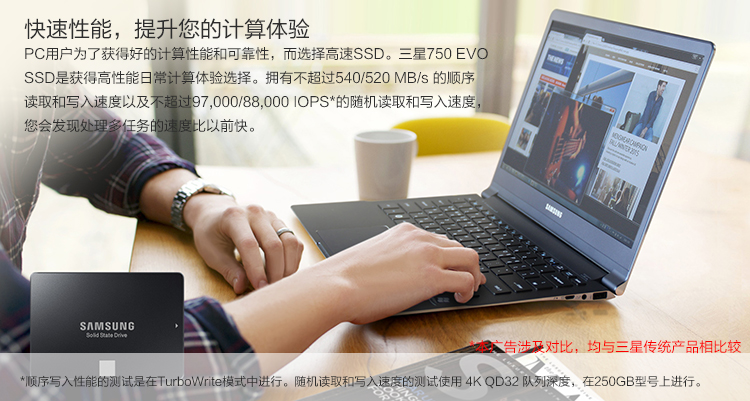 快速性能，提升您的计算体验
PC用户为了获得好的计算性能和可靠性，而选择高速SSD。三星750 EVO
SSD是获得高性能日常计算体验选择。拥有不超过540/520 MB/s 的顺序
读取和写入速度以及不超过97,000/88,000 IOPS*的随机读取和写入速度，
您会发现处理多任务的速度比以前快。
THE NEWS
MENSWEAR CAMPAIGN
FALL/WINTER 2015
SAMSUNG
SAMSUNG
Solid State Drive
*本广告涉及对比，均与三星传统产品相比较
*顺序写入性能的测试是在TurboWrite模式中进行。随机读取和写入速度的测试使用 4K QD32 队列深度，在250GB型号上进行。